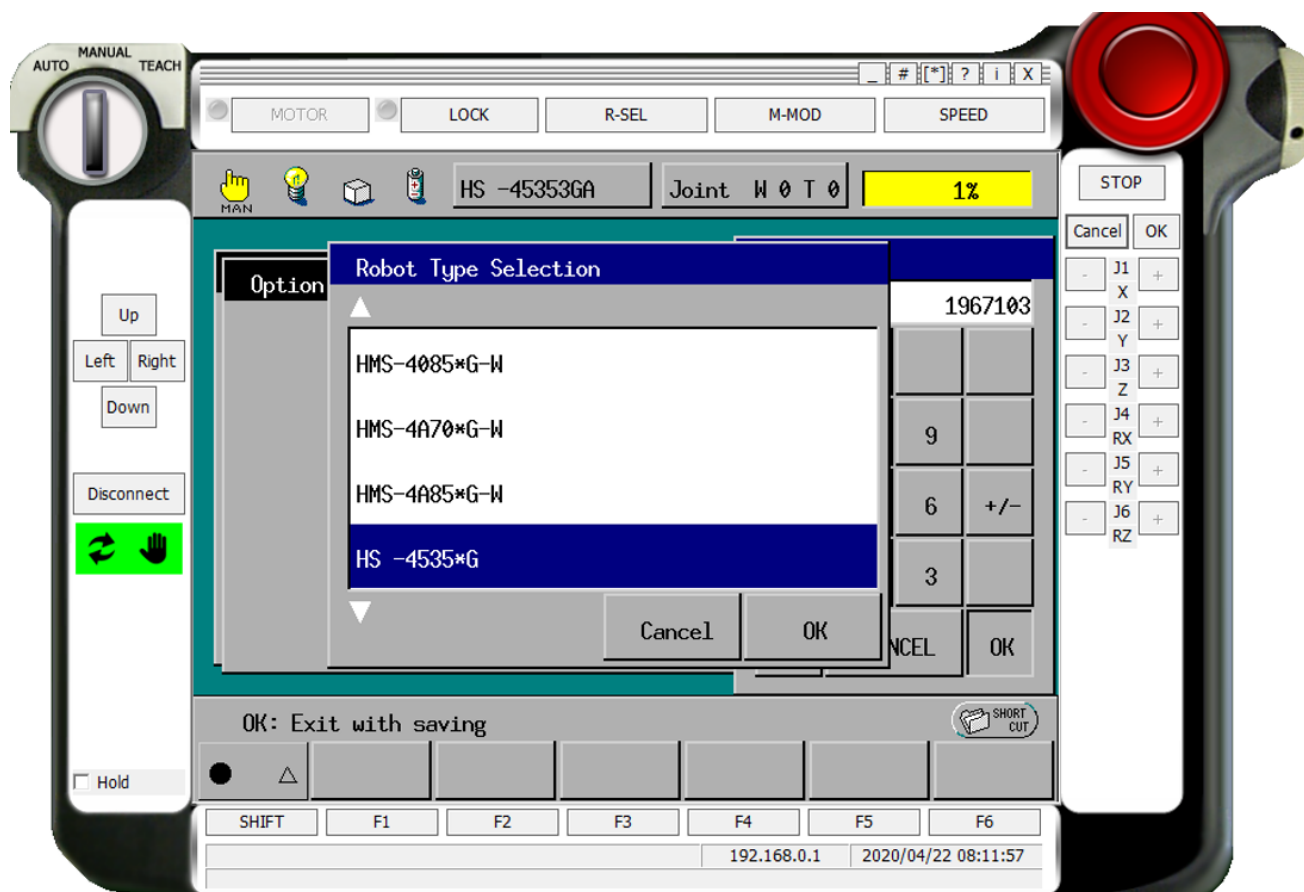 AUTO MANUAL TEACH
_ # [*] ? i X
MOTOR LOCK R-SEL M-MOD SPEED
MAN HS -45353GA Joint W 0 T 0 1%
STOP
Cancel OK
Robot Type Selection
Option
1967103
HMS-4085*G-W
HMS-4A70*G-W
HMS-4A85*G-W
HS -4535*G
Cancel OK
9
6 +/-
3
NCEL OK
Up
Left Right
Down
Disconnect
- J1 +
X
- J2 +
Y
- J3 +
Z
- J4 +
RX
- J5 +
RY
- J6 +
RZ
OK: Exit with saving
SHORT
CUT
Hold
SHIFT F1 F2 F3 F4 F5 F6
192.168.0.1 2020/04/22 08:11:57